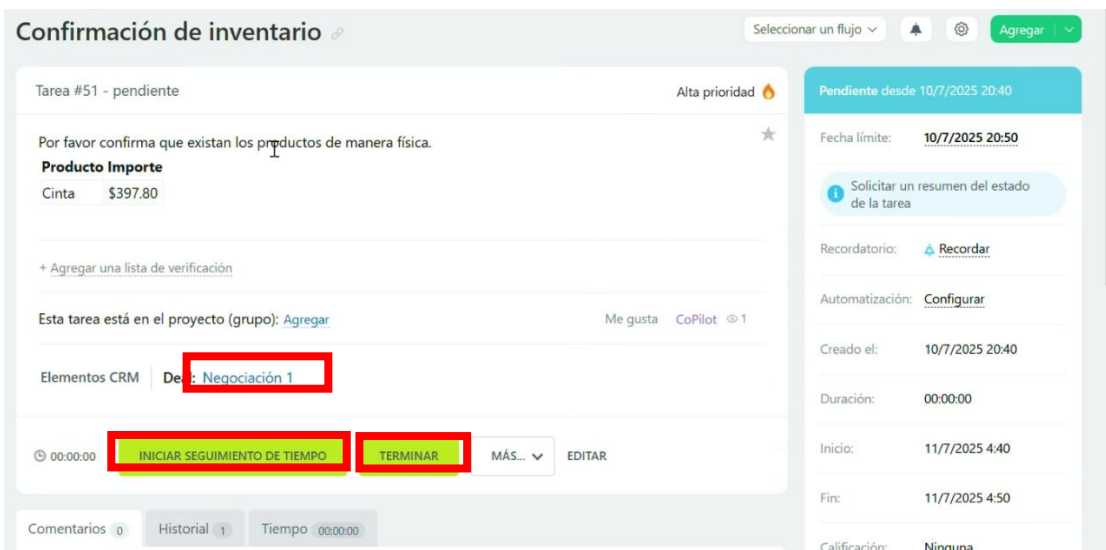 Confirmación de inventario
Seleccionar un flujo
Agregar
Tarea #51 - pendiente
Alta prioridad
Por favor confirma que existan los productos de manera física.
Producto Importe
Cinta $397.80
+ Agregar una lista de verificación
Esta tarea está en el proyecto (grupo): Agregar
Me gusta CoPilot 1
Elementos CRM Deal: Negociación 1
00:00:00 INICIAR SEGUIMIENTO DE TIEMPO TERMINAR MÁS... EDITAR
Comentarios 0 Historial 1 Tiempo 00:00:00
Pendiente desde 10/7/2025 20:40
Fecha límite: 10/7/2025 20:50
Solicitar un resumen del estado
de la tarea
Recordatorio: Recordar
Automatización: Configurar
Creado el: 10/7/2025 20:40
Duración: 00:00:00
Inicio: 11/7/2025 4:40
Fin: 11/7/2025 4:50
Calificación: Ninguna